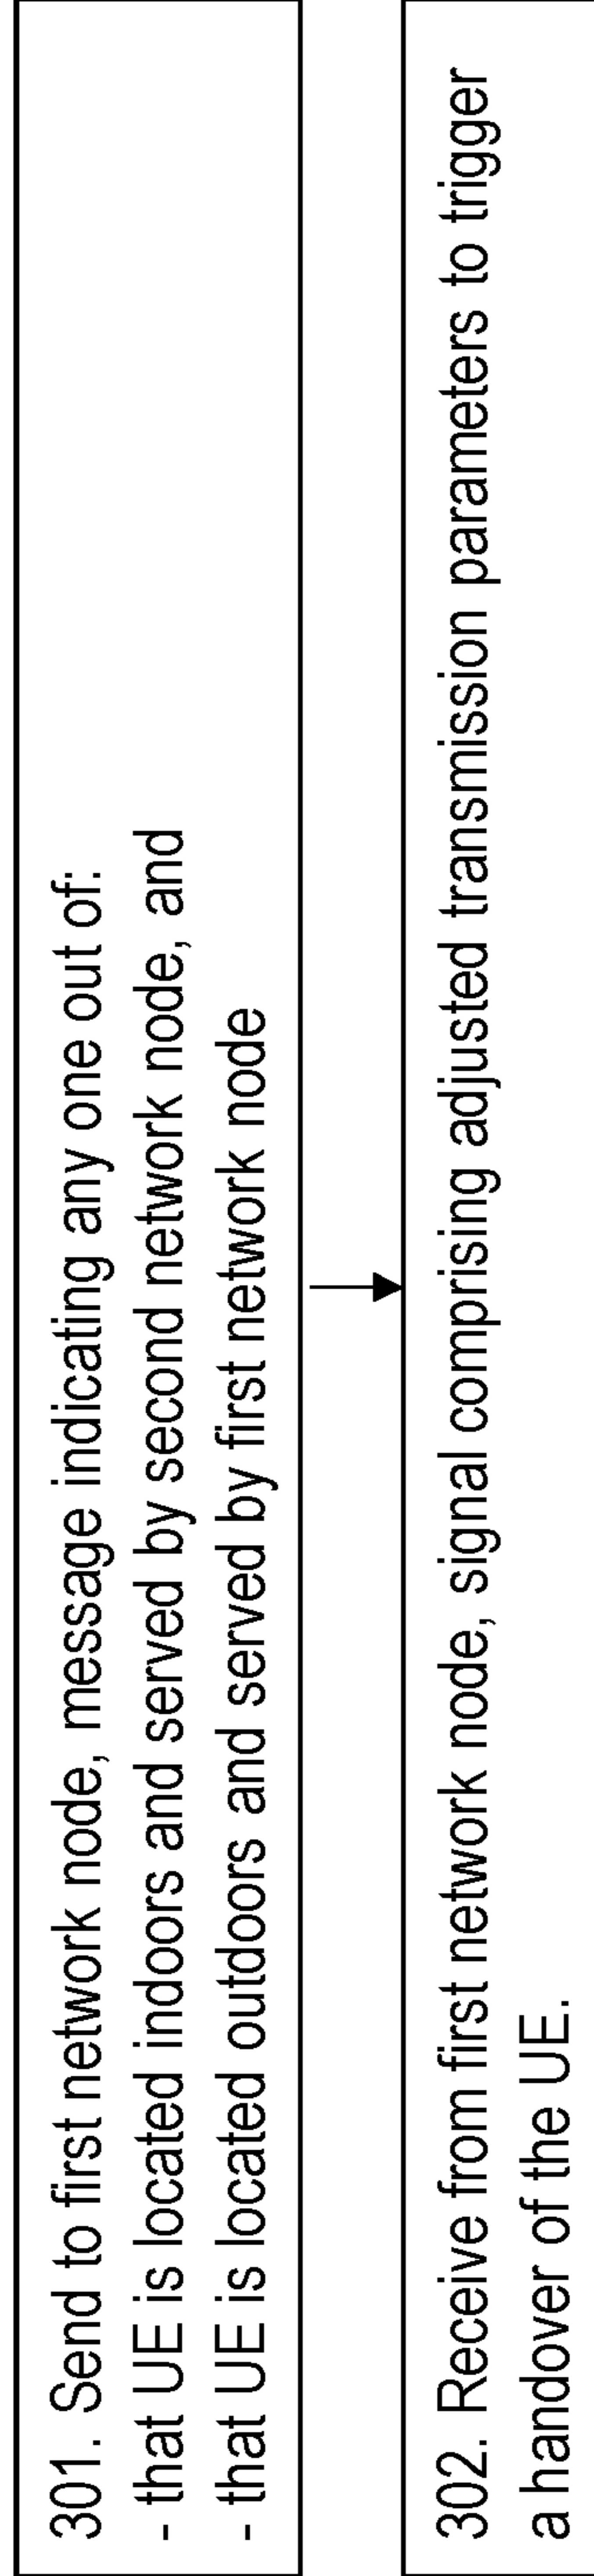 301. Send to first network node, message indicating any one out of:
- that UE is located indoors and served by second network node, and
- that UE is located outdoors and served by first network node
302. Receive from first network node, signal comprising adjusted transmission parameters to trigger
a handover of the UE.